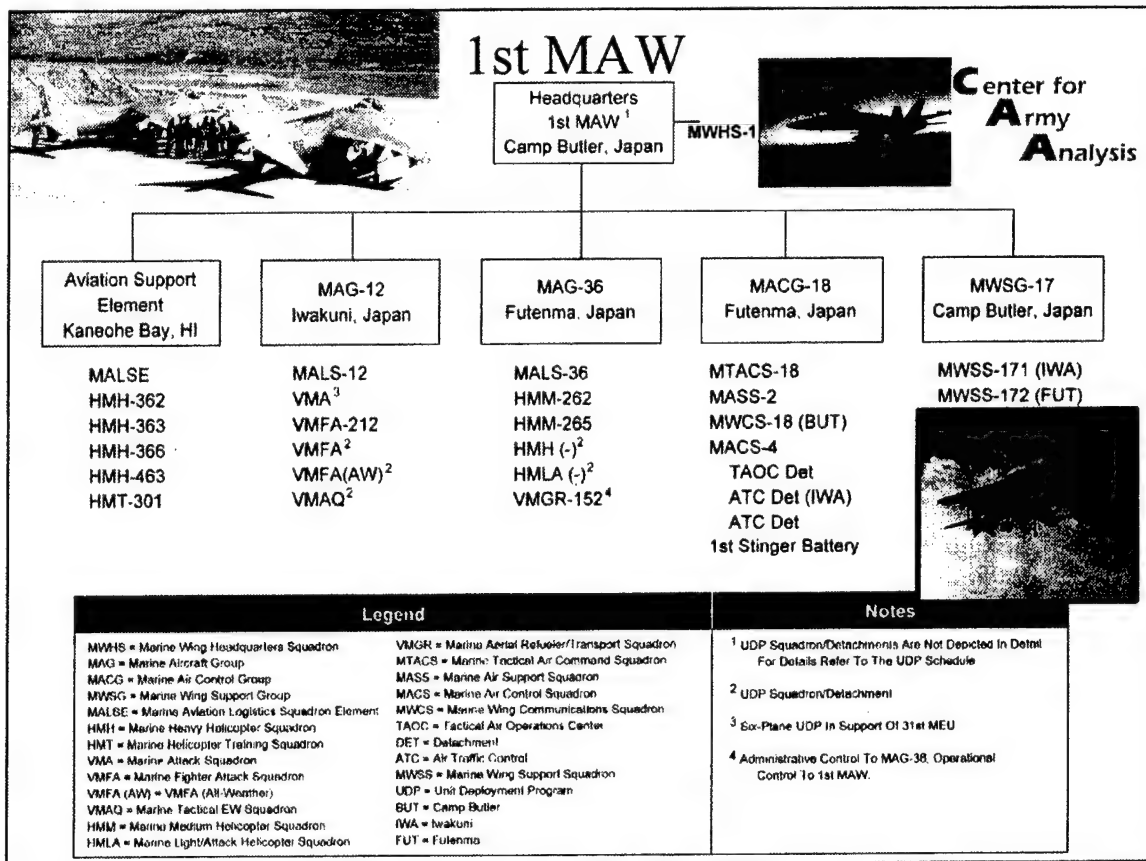 1st MAW
Headquarters
1st MAW 1
Camp Butler, Japan
MWHS-1
Center for
Army
Analysis
Aviation Support
Element
Kaneohe Bay, HI
MALSE
HMH-362
HMH-363
HMH-366
HMH-463
HMT-301
MAG-12
Iwakuni, Japan
MALS-12
VMA3
VMFA-212
VMFA2
VMFA(AW)2
VMAQ2
MAG-36
Futenma, Japan
MALS-36
HMM-262
HMM-265
HMH (-)2
HMLA (-)2
VMGR-1524
MACG-18
Futenma, Japan
MTACS-18
MASS-2
MWCS-18 (BUT)
MACS-4
TAOC Det
ATC Det (IWA)
ATC Det
1st Stinger Battery
MWSG-17
Camp Butler, Japan
MWSS-171 (IWA)
MWSS-172 (FUT)
Legend
MWHS = Marine Wing Headquarters Squadron
MAG = Marine Aircraft Group
MACG = Marine Air Control Group
MWSG = Marine Wing Support Group
MALSE = Marine Aviation Logistics Squadron Element
HMH = Marine Heavy Helicopter Squadron
HMT = Marine Helicopter Training Squadron
VMA = Marine Attack Squadron
VMFA = Marine Fighter Attack Squadron
VMFA (AW) = VMFA (All-Weather)
VMAQ = Marine Tactical EW Squadron
HMM = Marine Medium Helicopter Squadron
HMLA = Marine Light/Attack Helicopter Squadron
VMGR = Marine Aerial Refueler/Transport Squadron
MTACS = Marine Tactical Air Command Squadron
MASS = Marine Air Support Squadron
MACS = Marine Air Control Squadron
MWCS = Marine Wing Communications Squadron
TAOC = Tactical Air Operations Center
DET = Detachment
ATC = Air Traffic Control
MWSS = Marine Wing Support Squadron
UDP = Unit Deployment Program
BUT = Camp Butler
IWA = Iwakuni
FUT = Futenma
Notes
1 UDP Squadron/Detachments Are Not Depicted In Detail
For Details Refer To The UDP Schedule
2 UDP Squadron/Detachment
3 Six-Plane UDP In Support Of 31st MEU
4 Administrative Control To MAG-36, Operational
Control To 1st MAW.